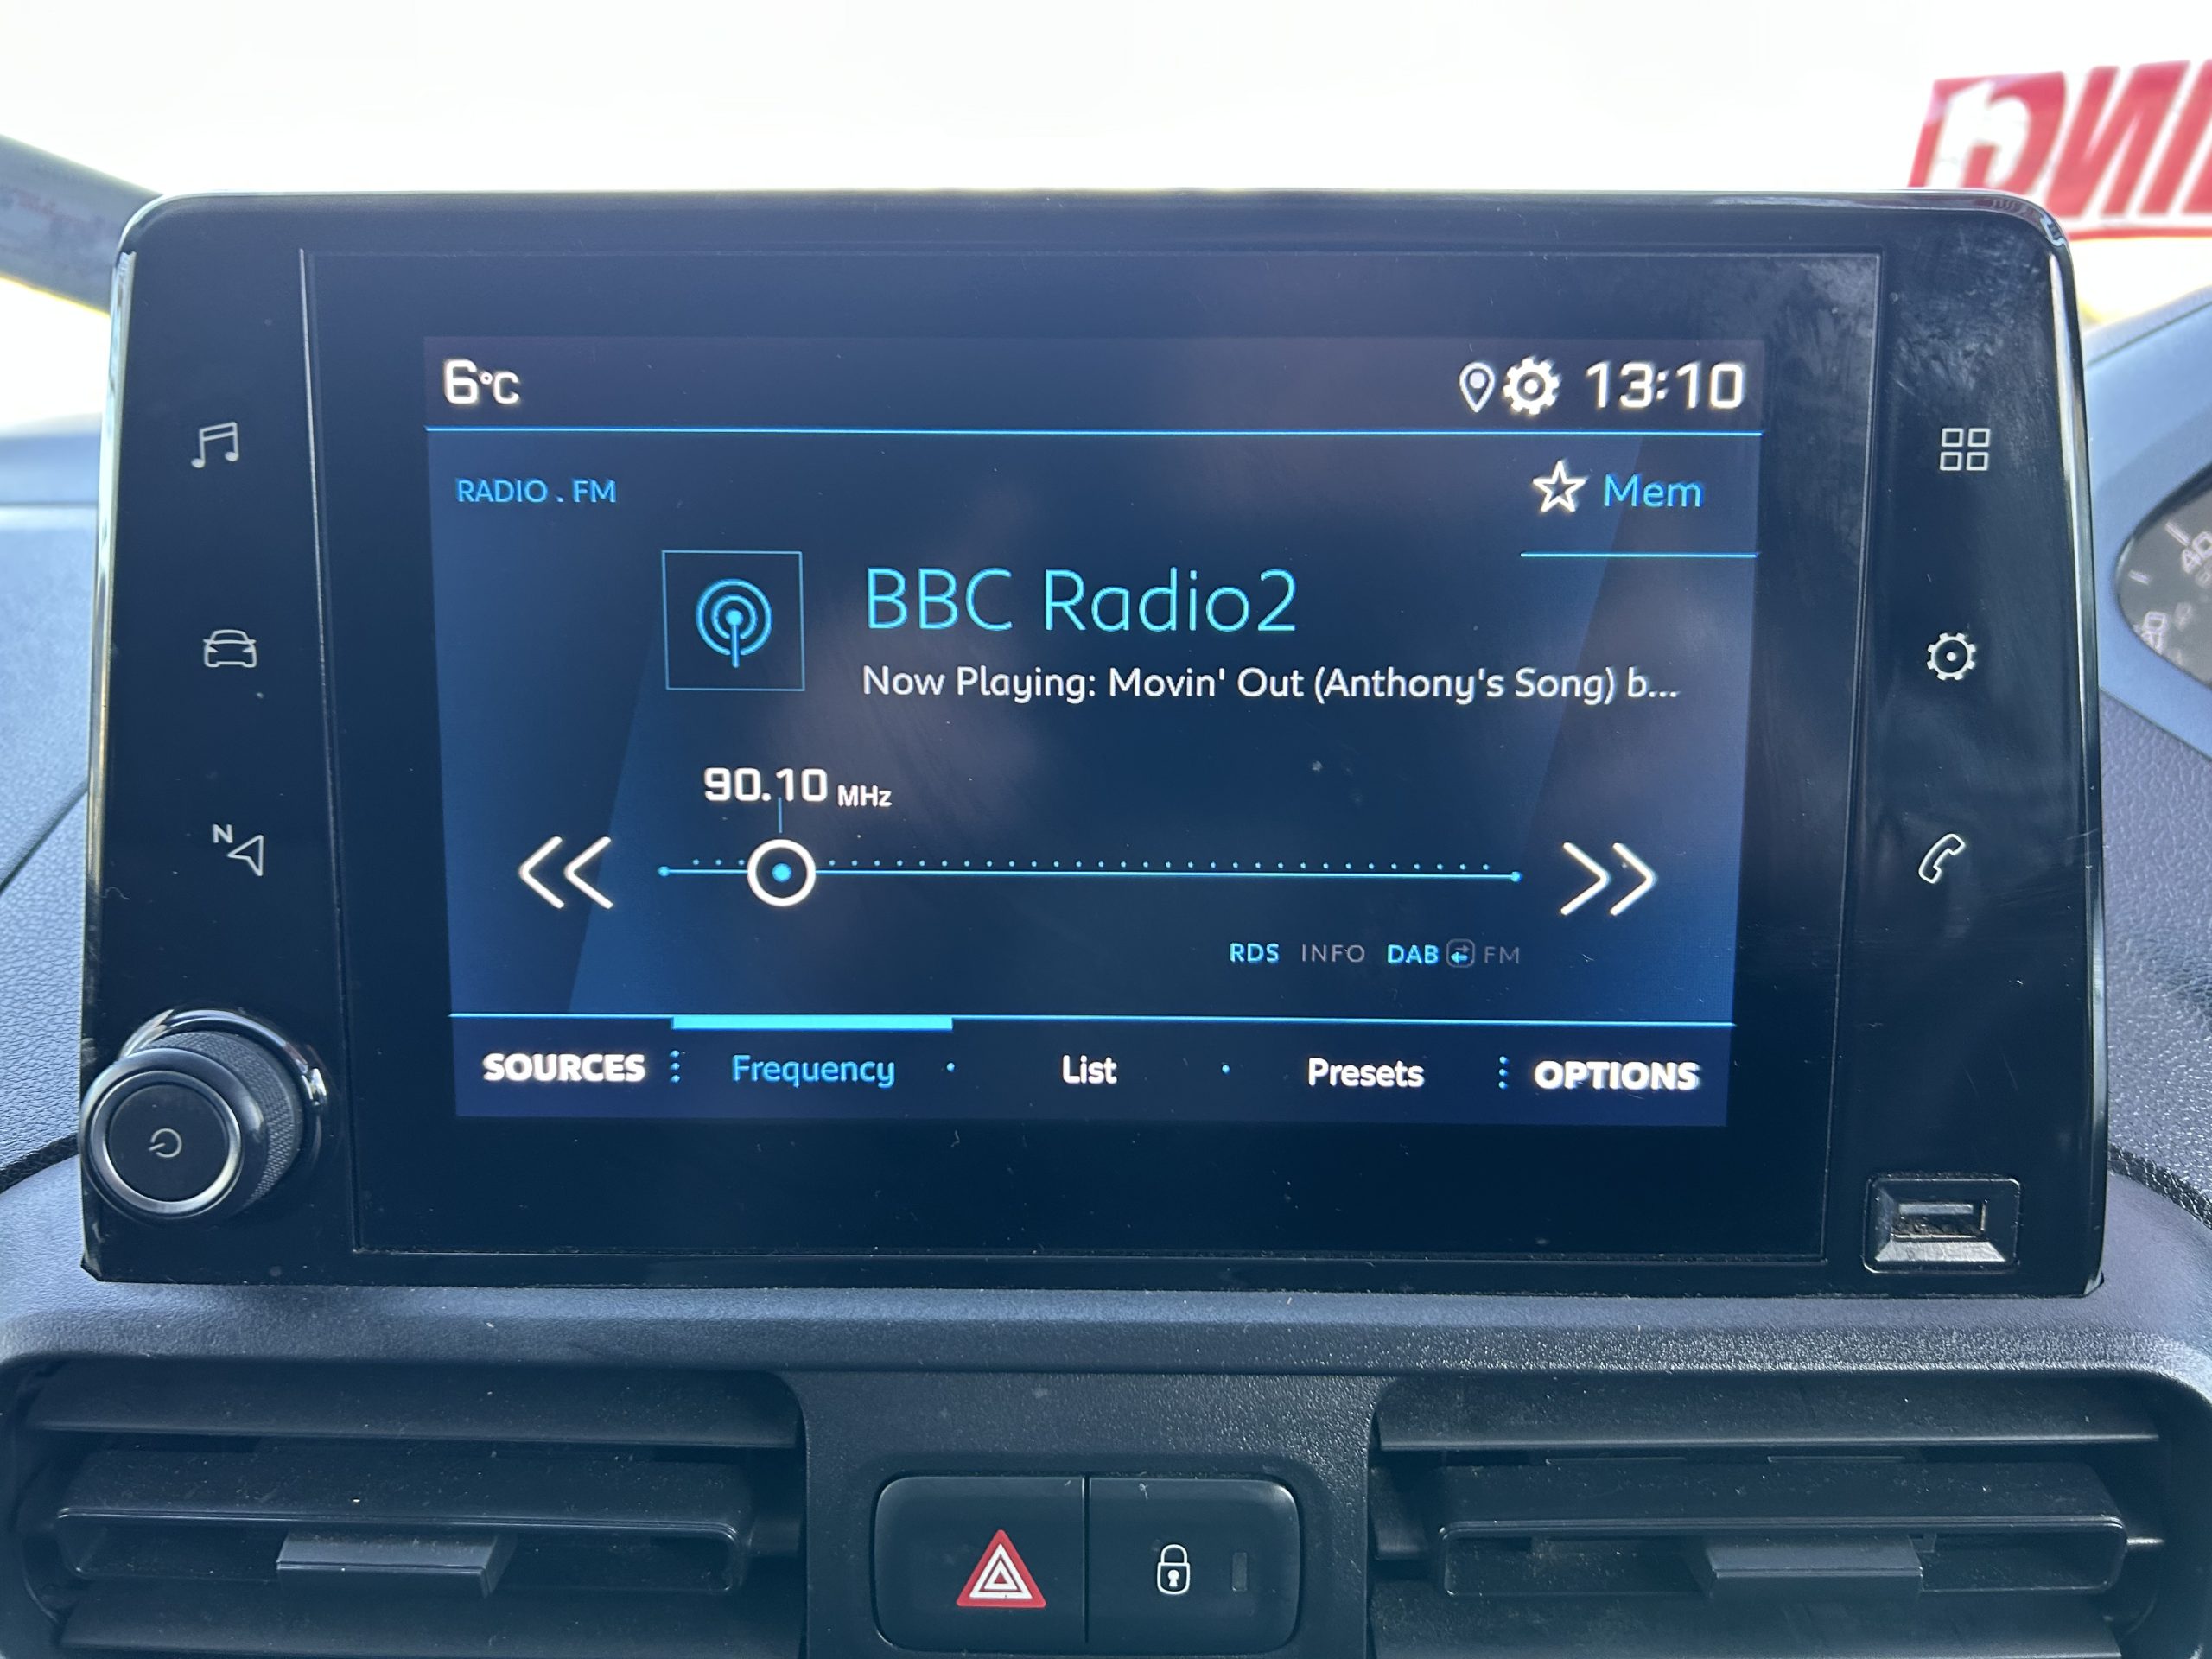 6°C 13:10
RADIO . FM Mem
BBC Radio2
Now Playing: Movin' Out (Anthony's Song) b...
90.10 MHz
N
RDS INFO DAB FM
SOURCES Frequency List Presets OPTIONS